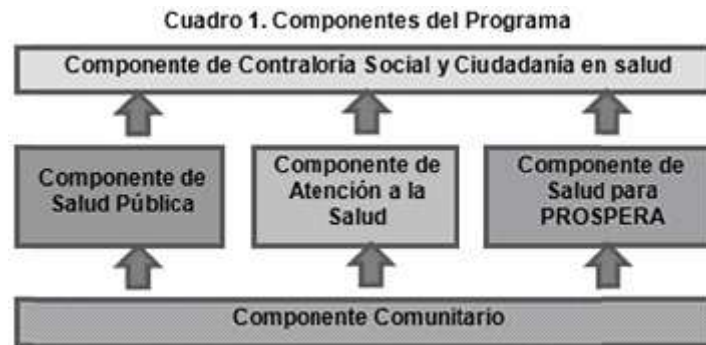 Cuadro 1. Componentes del Programa
Componente de Contraloría Social y Ciudadanía en salud
Componente de
Salud Pública
Componente de
Atención a la
Salud
Componente de
Salud para
PROSPERA
Componente Comunitario